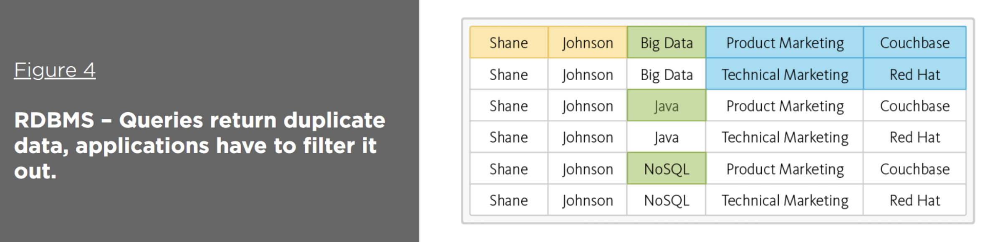 Figure 4
RDBMS – Queries return duplicate
data, applications have to filter it
out.
Shane Johnson Big Data Product Marketing Couchbase
Shane Johnson Big Data Technical Marketing Red Hat
Shane Johnson Java Product Marketing Couchbase
Shane Johnson Java Technical Marketing Red Hat
Shane Johnson NoSQL Product Marketing Couchbase
Shane Johnson NoSQL Technical Marketing Red Hat